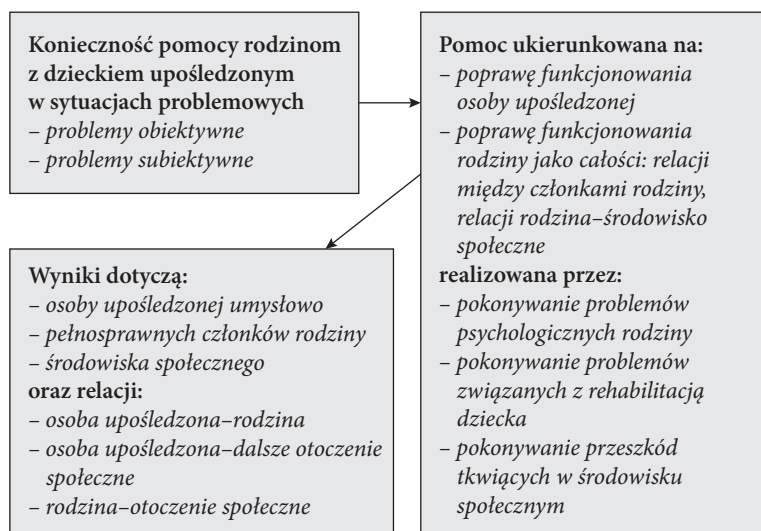 Konieczność pomocy rodzinom
z dzieckiem upośledzonym
w sytuacjach problemowych
– problemy obiektywne
– problemy subiektywne
Pomoc ukierunkowana na:
– poprawę funkcjonowania
osoby upośledzonej
– poprawę funkcjonowania
rodziny jako całości: relacji
między członkami rodziny,
relacji rodzina–środowisko
społeczne
realizowana przez:
– pokonywanie problemów
psychologicznych rodziny
– pokonywanie problemów
związanych z rehabilitacją
dziecka
– pokonywanie przeszkód
tkwiących w środowisku
społecznym
Wyniki dotyczą:
– osoby upośledzonej umysłowo
– pełnosprawnych członków rodziny
– środowiska społecznego
oraz relacji:
– osoba upośledzona–rodzina
– osoba upośledzona–dalsze otoczenie
społeczne
– rodzina–otoczenie społeczne